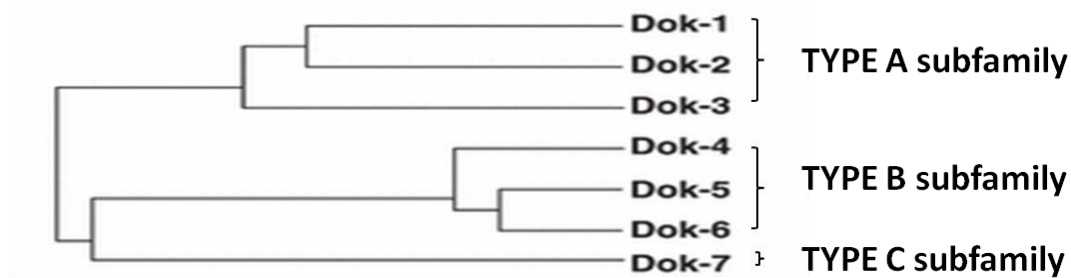 Dok-1
Dok-2
Dok-3
TYPE A subfamily
Dok-4
Dok-5
Dok-6
TYPE B subfamily
Dok-7
TYPE C subfamily